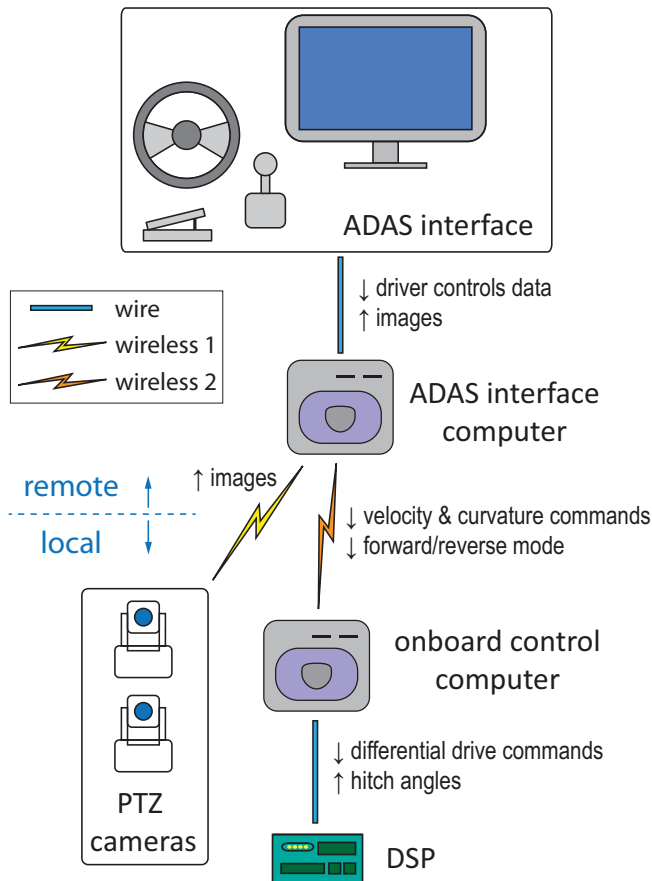 ADAS interface
↓ driver controls data
↑ images
wire
wireless 1
wireless 2
ADAS interface
computer
↑ images
remote
local
↓ velocity & curvature commands
↓ forward/reverse mode
onboard control
computer
↓ differential drive commands
↑ hitch angles
PTZ
cameras
DSP